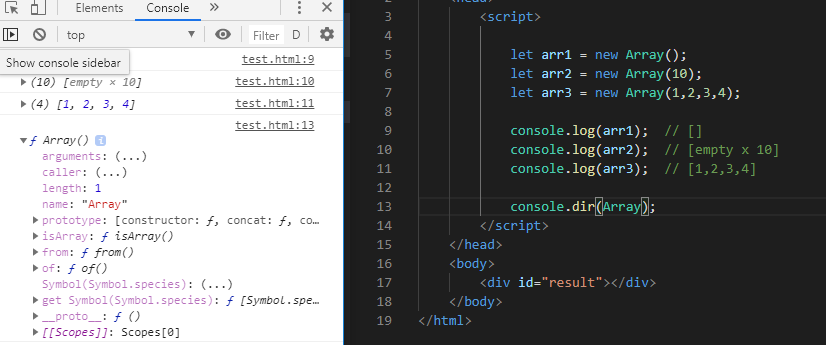 Elements
Console
»
top
Filter
D
Show console sidebar
test.html:9
(10) [empty × 10]
test.html:10
(4) [1, 2, 3, 4]
test.html:11
test.html:13
ƒ Array() i
arguments: (...)
caller: (...)
length: 1
name: "Array"
prototype: [constructor: ƒ, concat: ƒ, co…
isArray: ƒ isArray()
from: ƒ from()
of: ƒ of()
Symbol(Symbol.species): (...)
get Symbol(Symbol.species): ƒ [Symbol.spe…
__proto__: ƒ ()
[[Scopes]]: Scopes[0]
2 <head>
3 <script>
4
5 let arr1 = new Array();
6 let arr2 = new Array(10);
7 let arr3 = new Array(1,2,3,4);
8
9 console.log(arr1); // []
10 console.log(arr2); // [empty x 10]
11 console.log(arr3); // [1,2,3,4]
12
13 console.dir(Array);
14 </script>
15 </head>
16 <body>
17 <div id="result"></div>
18 </body>
19 </html>